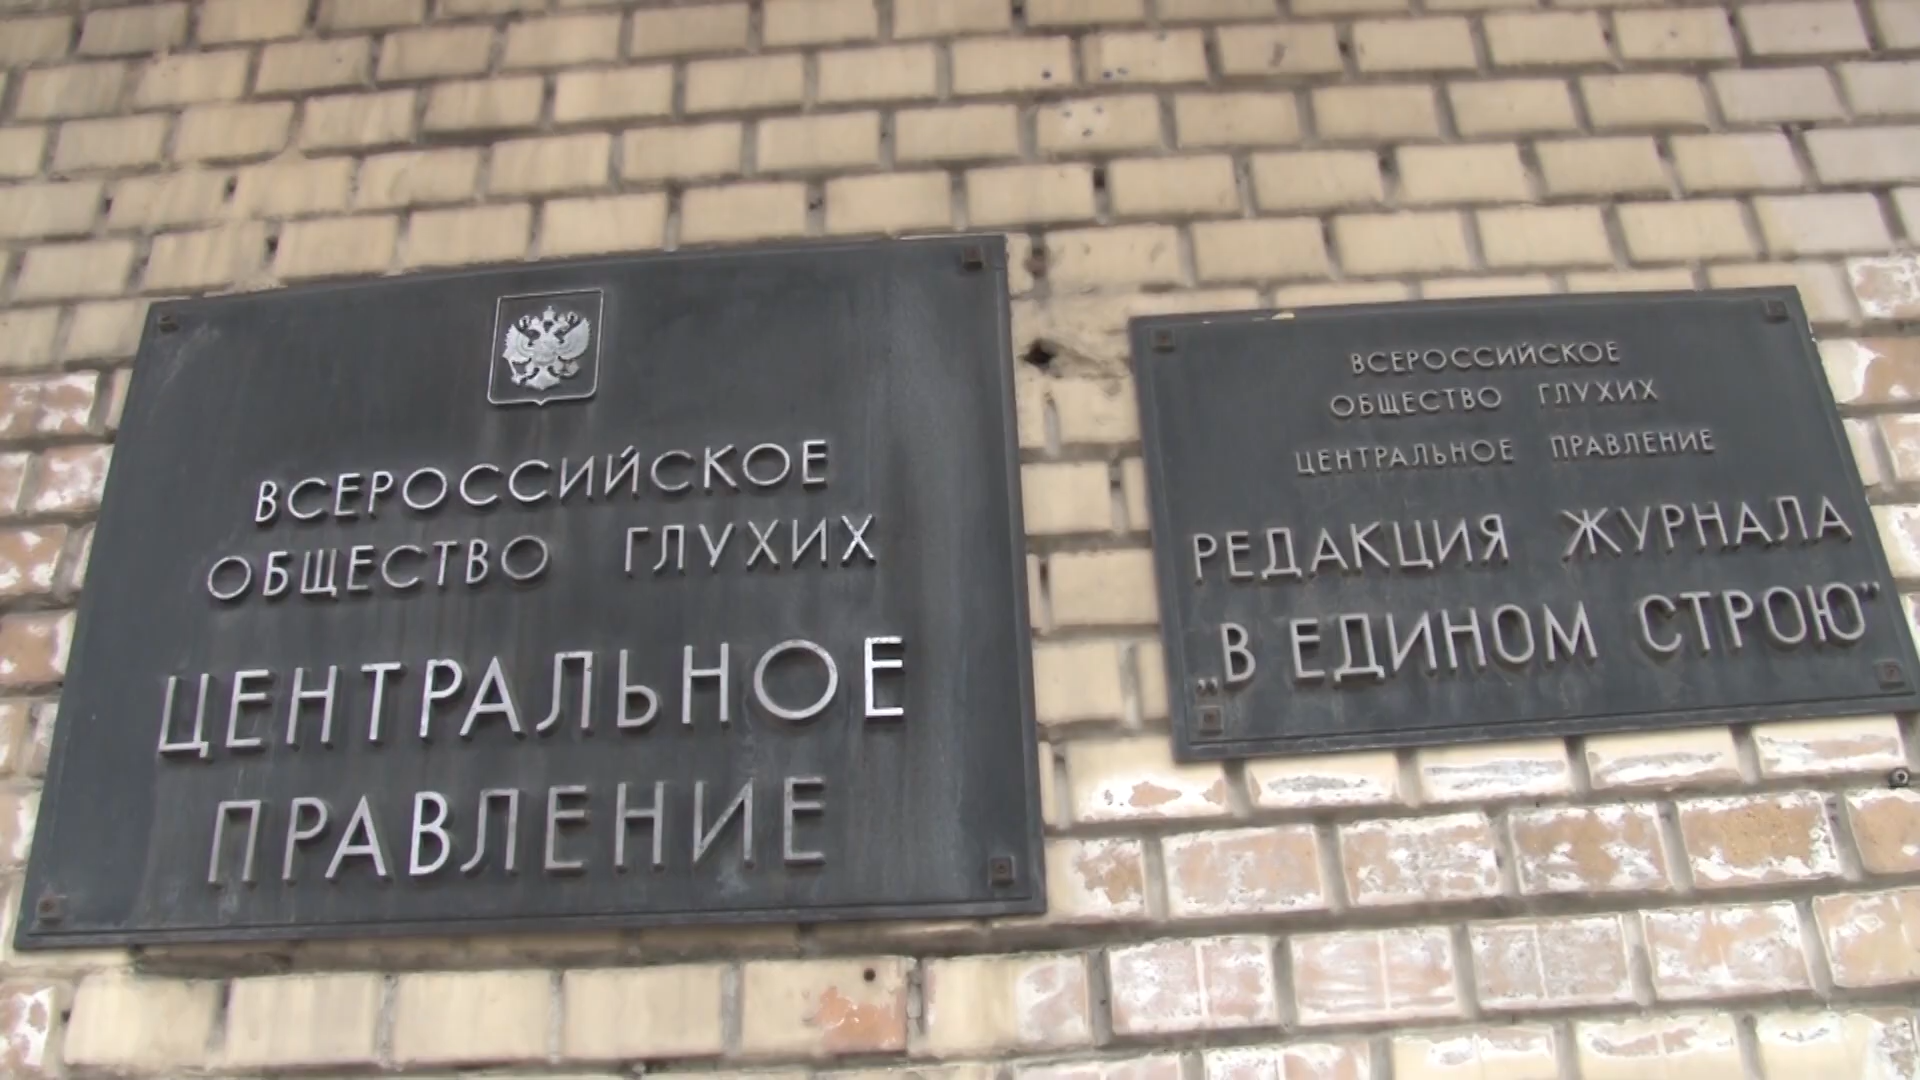 ВСЕРОССИЙСКОЕ
ОБЩЕСТВО ГЛУХИХ
ЦЕНТРАЛЬНОЕ
ПРАВЛЕНИЕ
ВСЕРОССИЙСКОЕ
ОБЩЕСТВО ГЛУХИХ
ЦЕНТРАЛЬНОЕ ПРАВЛЕНИЕ
РЕДАКЦИЯ ЖУРНАЛА
„В ЕДИНОМ СТРОЮ”